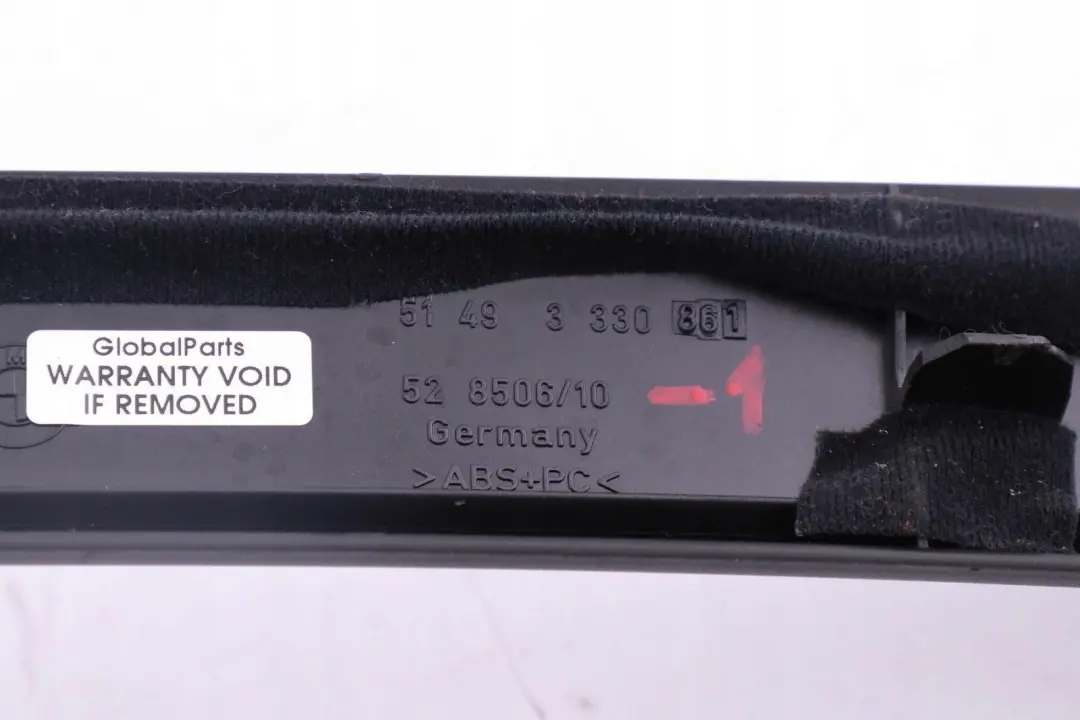 51 49 3 330 861
M
GlobalParts
WARRANTY VOID
IF REMOVED
52 8506/10
-1
Germany
>ABS+PC<